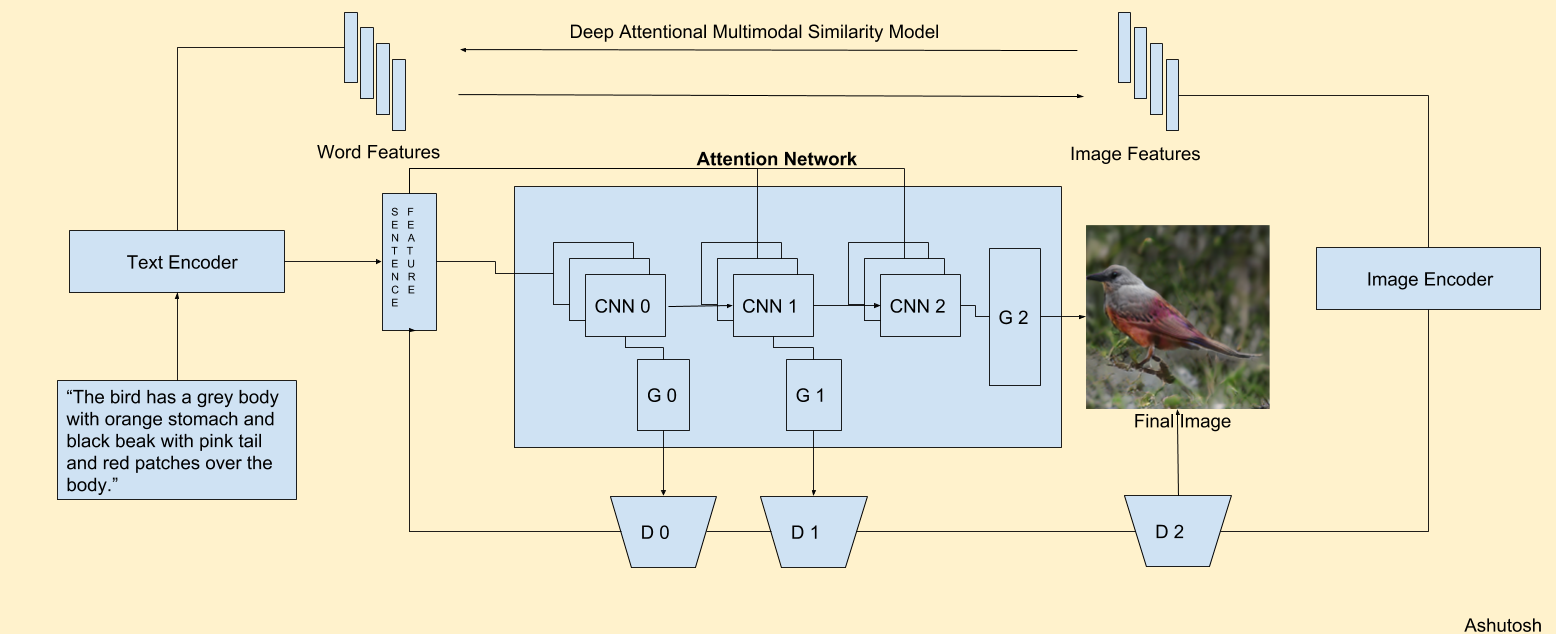 Deep Attentional Multimodal Similarity Model
Word Features
Image Features
Attention Network
SENTENCE
FEATURE
Text Encoder
Image Encoder
CNN 0
CNN 1
CNN 2
G 2
G 0
G 1
“The bird has a grey body
with orange stomach and
black beak with pink tail
and red patches over the
body.”
Final Image
D 0
D 1
D 2
Ashutosh